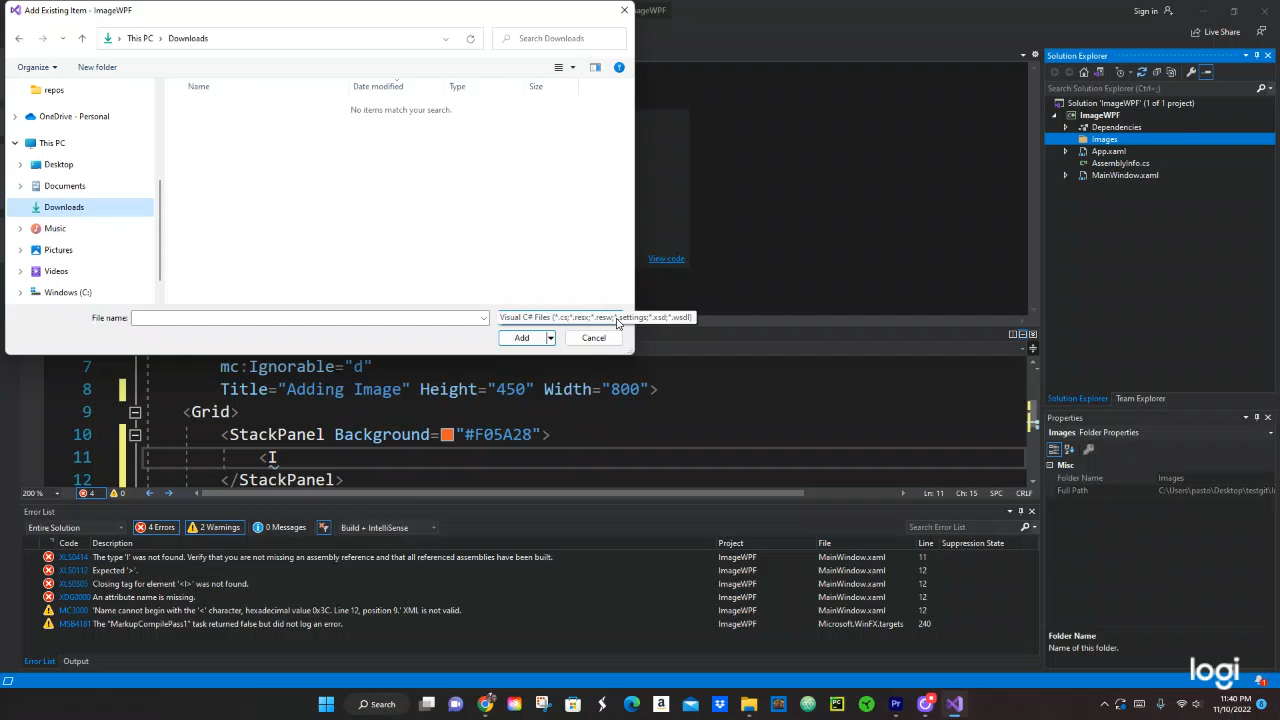 Add Existing Item - ImageWPF
This PC
Downloads
Search Downloads
Organize
New folder
repos
OneDrive - Personal
This PC
Desktop
Documents
Downloads
Music
Pictures
Videos
Windows (C:)
Name
Date modified
Type
Size
No items match your search.
File name:
Visual C# Files (*.cs;*.resx;*.resw;*.settings;*.xsd;*.wsdl)
Add
Cancel
Sign in
Live Share
View code
Solution Explorer
Search Solution Explorer (Ctrl+;)
Solution 'ImageWPF' (1 of 1 project)
ImageWPF
Dependencies
Images
App.xaml
AssemblyInfo.cs
MainWindow.xaml
Solution Explorer
Team Explorer
Properties
Images Folder Properties
Misc
Folder Name Images
Full Path C:\Users\pasto\Desktop\testgit\Image
Folder Name
Name of this folder.
7 mc:Ignorable="d"
8 Title="Adding Image" Height="450" Width="800">
9 <Grid>
10 <StackPanel Background="#F05A28">
11 <I
12 </StackPanel>
200 % 4 0 Ln: 11 Ch: 15 SPC CRLF
Error List
Entire Solution 4 Errors 2 Warnings 0 Messages Build + IntelliSense Search Error List
Code Description Project File Line Suppression State
XLS0414 The type 'I' was not found. Verify that you are not missing an assembly reference and that all referenced assemblies have been built. ImageWPF MainWindow.xaml 11
XLS0112 Expected '>'. ImageWPF MainWindow.xaml 12
XLS0305 Closing tag for element '<I>' was not found. ImageWPF MainWindow.xaml 12
XDG0000 An attribute name is missing. ImageWPF MainWindow.xaml 12
MC3000 'Name cannot begin with the '<' character, hexadecimal value 0x3C. Line 12, position 9.' XML is not valid. ImageWPF MainWindow.xaml 12
MSB4181 The "MarkupCompilePass1" task returned false but did not log an error. ImageWPF Microsoft.WinFX.targets 240
Error List Output
logi
Search
11:40 PM
11/10/2022